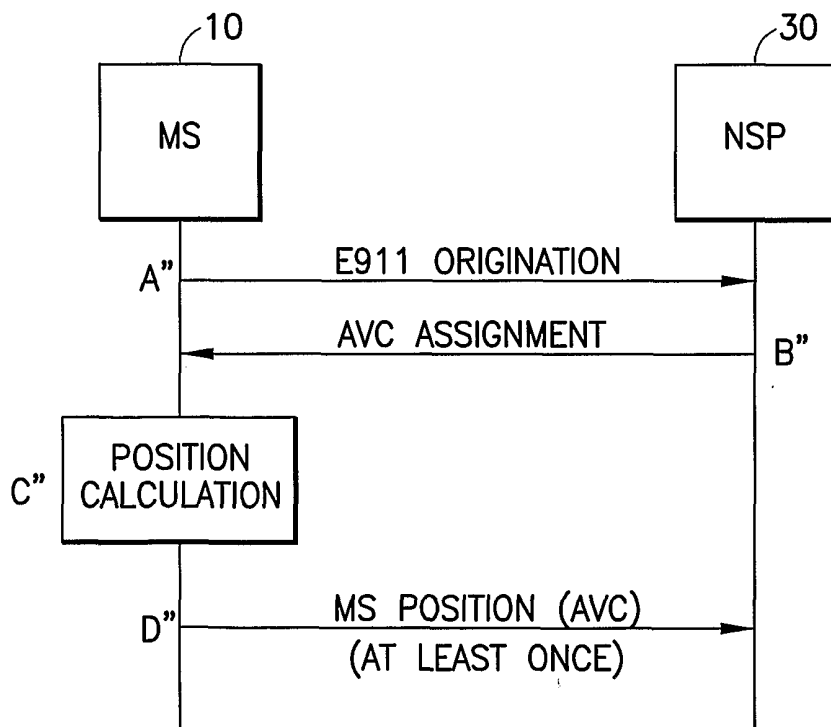 10
30
MS
NSP
A”
E911 ORIGINATION
AVC ASSIGNMENT
B”
C”
POSITION
CALCULATION
D”
MS POSITION (AVC)
(AT LEAST ONCE)